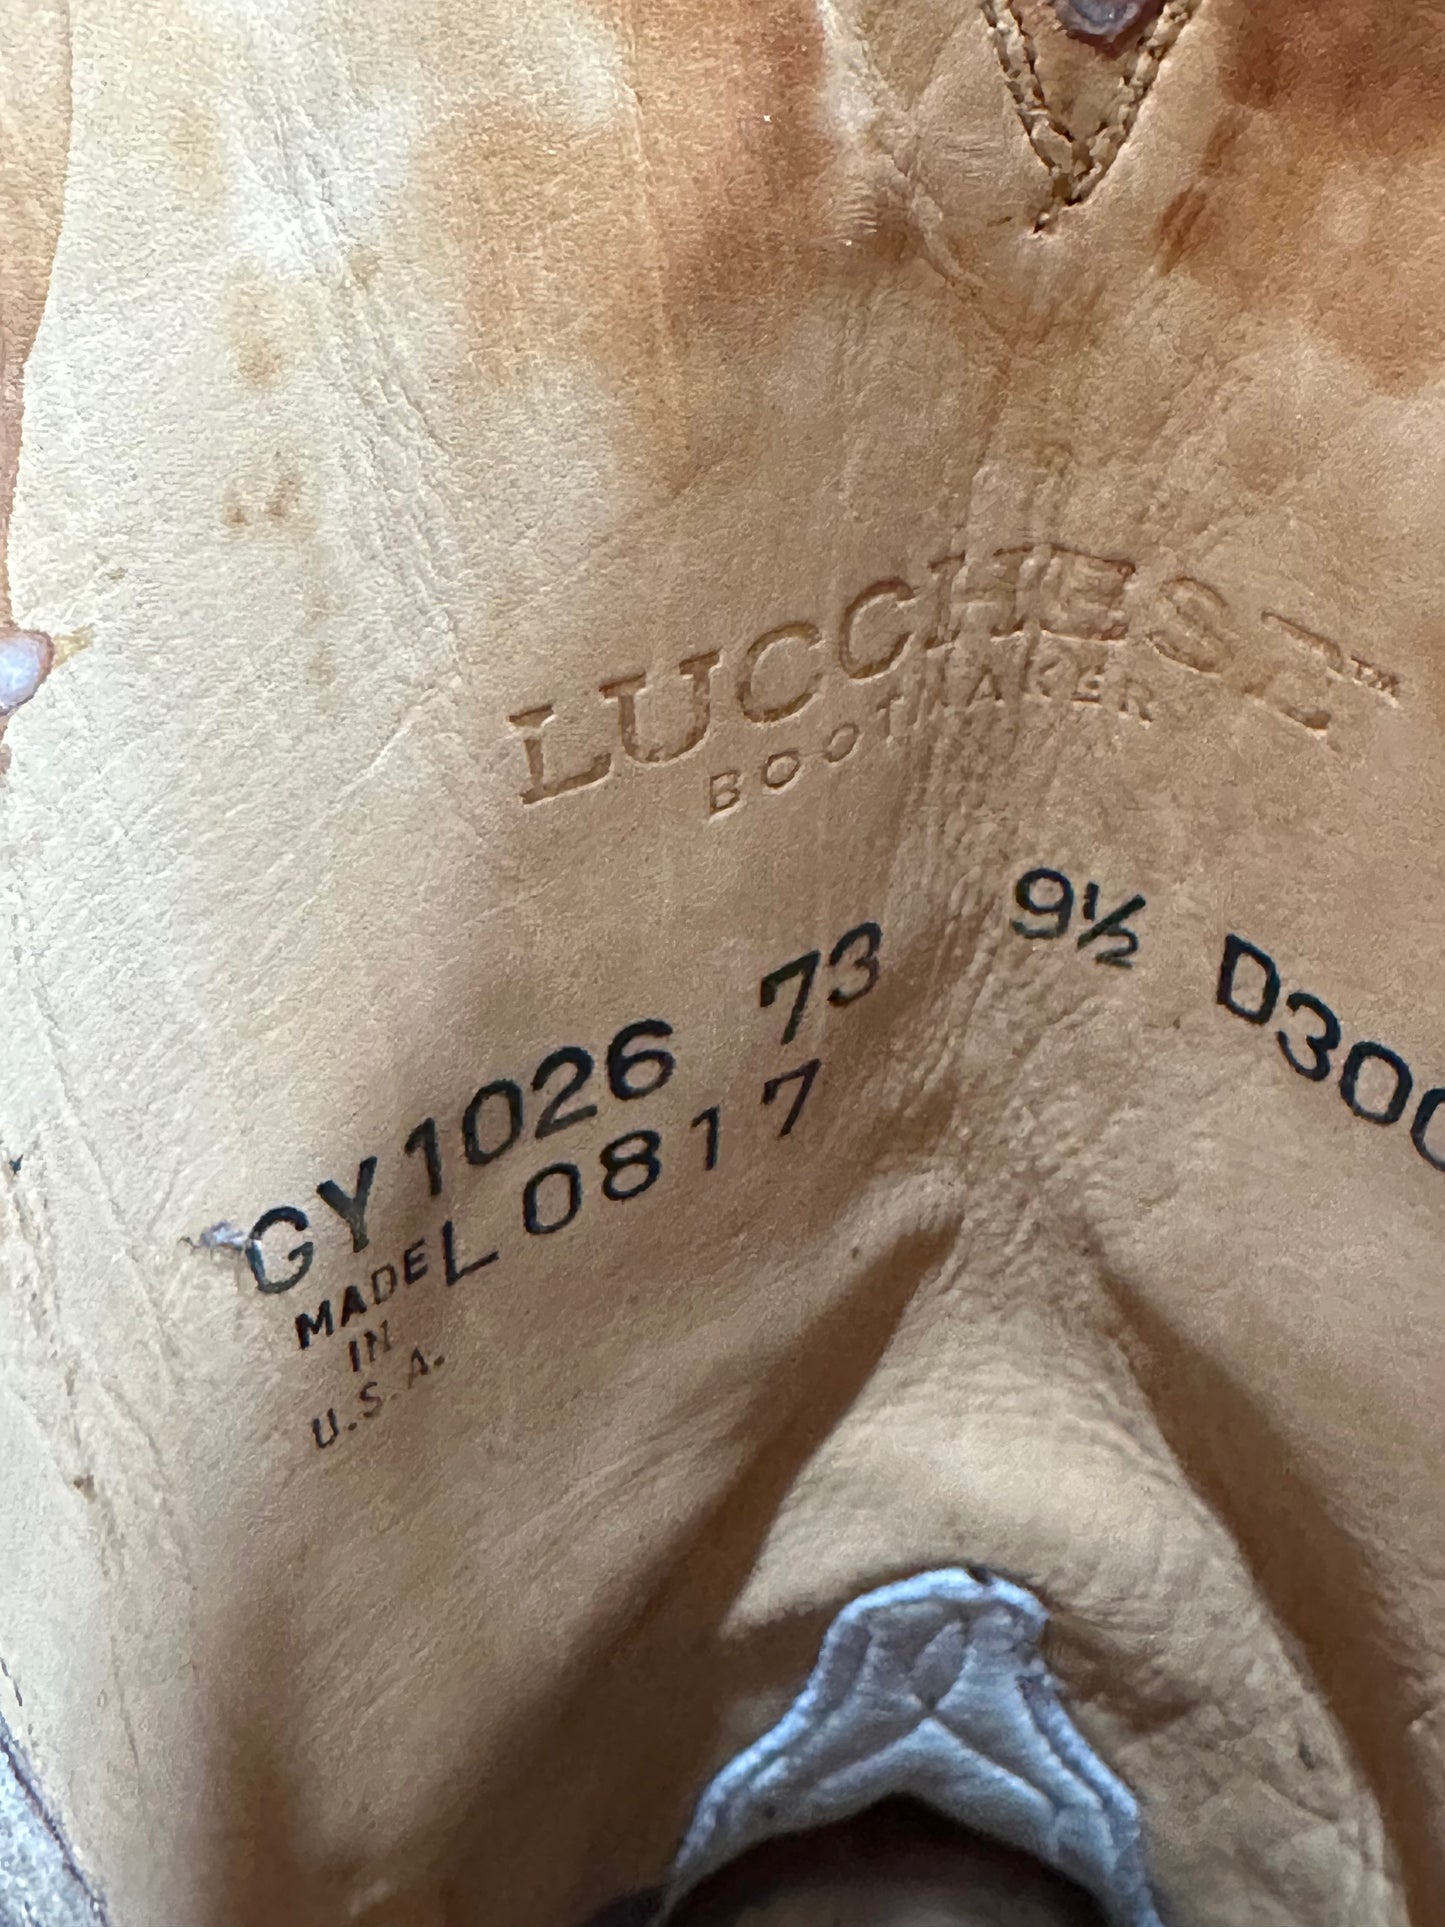 LUCCHESE™
BOOTMAKER
GY1026 73 9½ D300
L0817
MADE
IN
U.S.A.